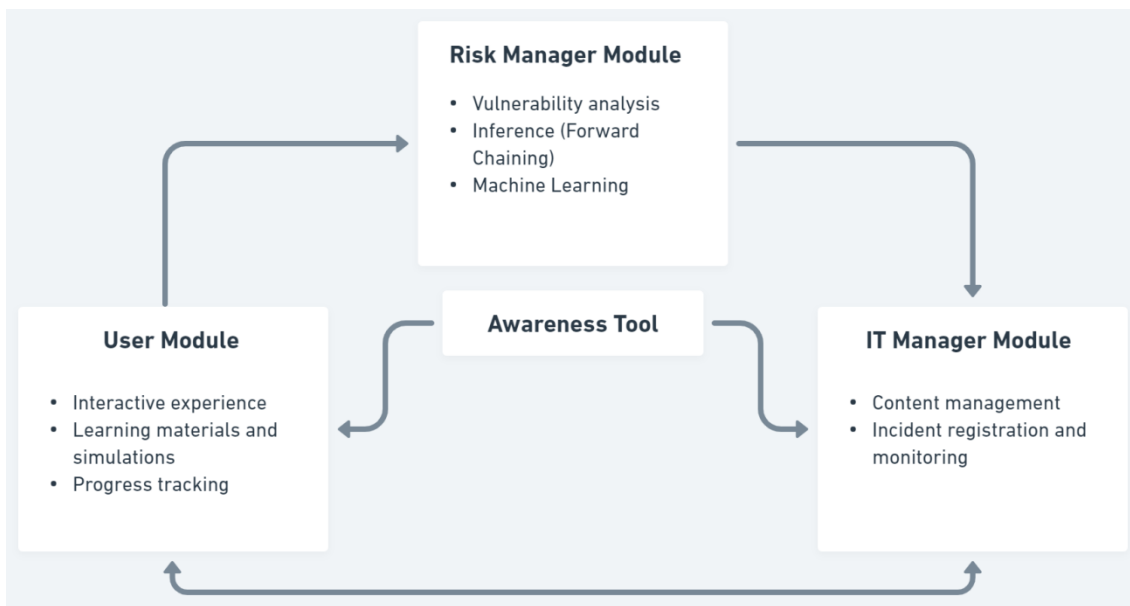 Risk Manager Module
• Vulnerability analysis
• Inference (Forward
Chaining)
• Machine Learning
Awareness Tool
User Module
• Interactive experience
• Learning materials and
simulations
• Progress tracking
IT Manager Module
• Content management
• Incident registration and
monitoring